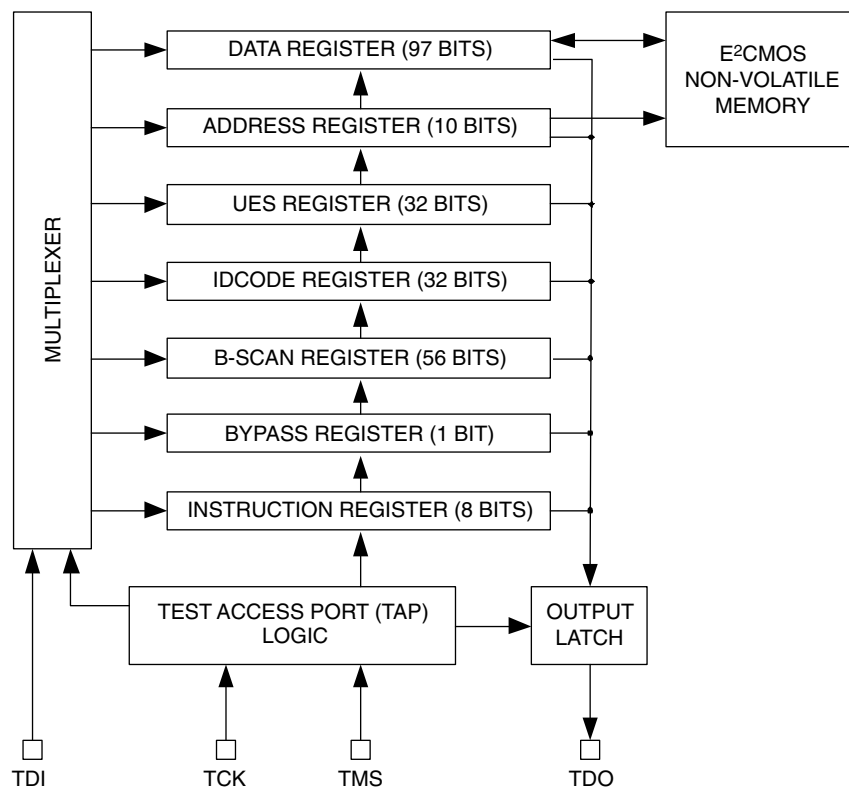 DATA REGISTER (97 BITS)
E²CMOS
NON-VOLATILE
MEMORY
ADDRESS REGISTER (10 BITS)
UES REGISTER (32 BITS)
IDCODE REGISTER (32 BITS)
MULTIPLEXER
B-SCAN REGISTER (56 BITS)
BYPASS REGISTER (1 BIT)
INSTRUCTION REGISTER (8 BITS)
TEST ACCESS PORT (TAP)
LOGIC
OUTPUT
LATCH
TDI
TCK
TMS
TDO